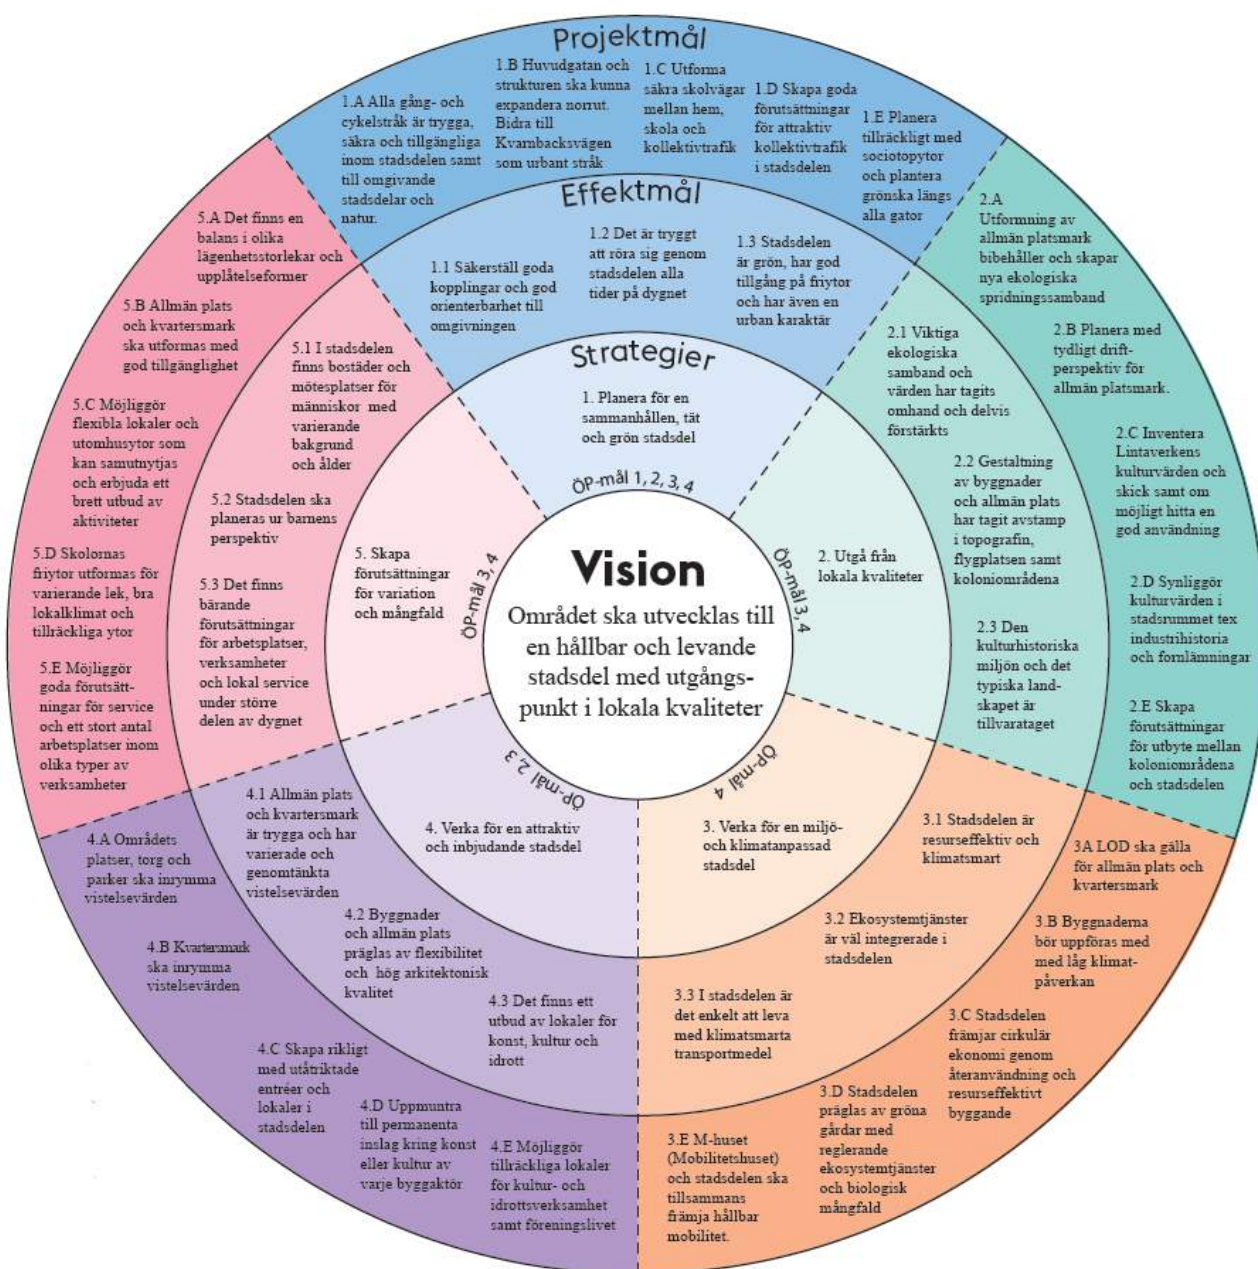 Projektmål
1.A Alla gång- och
cykelstråk är trygga,
säkra och tillgängliga
inom stadsdelen samt
till omgivande
stadsdelar och
natur.
1.B Huvudgatan och
strukturen ska kunna
expandera norrut.
Bidra till
Kvarnbacksvägen
som urbant stråk
1.C Utforma
säkra skolvägar
mellan hem,
skola och
kollektivtrafik
1.D Skapa goda
förutsättningar
för attraktiv
kollektivtrafik
i stadsdelen
1.E Planera
tillräckligt med
sociotopytor
och plantera
grönska längs
alla gator
Effektmål
1.1 Säkerställ goda
kopplingar och god
orienterbarhet till
omgivningen
1.2 Det är tryggt
att röra sig genom
stadsdelen alla
tider på dygnet
1.3 Stadsdelen
är grön, har god
tillgång på friytor
och har även en
urban karaktär
Strategier
1. Planera för en
sammanhållen, tät
och grön stadsdel
ÖP-mål 1, 2, 3, 4
2.A
Utformning av
allmän platsmark
bibehåller och skapar
nya ekologiska
spridningssamband
2.B Planera med
tydligt drift-
perspektiv för
allmän platsmark.
2.C Inventera
Lintaverkens
kulturvärden och
skick samt om
möjligt hitta en
god användning
2.D Synliggör
kulturvärden i
stadsrummet tex
industrihistoria
och fornlämningar
2.E Skapa
förutsättningar
för utbyte mellan
koloniområdena
och stadsdelen
2.1 Viktiga
ekologiska
samband och
värden har tagits
omhand och delvis
förstärkts
2.2 Gestaltning
av byggnader
och allmän plats
har tagit avstamp
i topografin,
flygplatsen samt
koloniområdena
2.3 Den
kulturhistoriska
miljön och det
typiska land-
skapet är
tillvarataget
2. Utgå från
lokala kvaliteter
ÖP-mål 3, 4
Vision
Området ska utvecklas till
en hållbar och levande
stadsdel med utgångs-
punkt i lokala kvaliteter
ÖP-mål 4
3. Verka för en miljö-
och klimatanpassad
stadsdel
3.1 Stadsdelen är
resurseffektiv och
klimatsmart
3.2 Ekosystemtjänster
är väl integrerade i
stadsdelen
3.3 I stadsdelen är
det enkelt att leva
med klimatsmarta
transportmedel
3A LOD ska gälla
för allmän plats och
kvartersmark
3.B Byggnaderna
bör uppföras med
med låg klimat-
påverkan
3.C Stadsdelen
främjar cirkulär
ekonomi genom
återanvändning och
resurseffektivt
byggande
3.D Stadsdelen
präglas av gröna
gårdar med
reglerande
ekosystemtjänster
och biologisk
mångfald
3.E M-huset
(Mobilitetshuset)
och stadsdelen ska
tillsammans
främja hållbar
mobilitet.
ÖP-mål 2, 3
4. Verka för en attraktiv
och inbjudande stadsdel
4.1 Allmän plats
och kvartersmark
är trygga och har
varierade och
genomtänkta
vistelsevärden
4.2 Byggnader
och allmän plats
präglas av flexibilitet
och hög arkitektonisk
kvalitet
4.3 Det finns ett
utbud av lokaler för
konst, kultur och
idrott
4.A Områdets
platser, torg och
parker ska inrymma
vistelsevärden
4.B Kvartersmark
ska inrymma
vistelsevärden
4.C Skapa rikligt
med utåtriktade
entréer och
lokaler i
stadsdelen
4.D Uppmuntra
till permanenta
inslag kring konst
eller kultur av
varje byggaktör
4.E Möjliggör
tillräckliga lokaler
för kultur- och
idrottsverksamhet
samt föreningslivet
ÖP-mål 3, 4
5. Skapa
förutsättningar
för variation
och mångfald
5.1 I stadsdelen
finns bostäder och
mötesplatser för
människor med
varierande
bakgrund
och ålder
5.2 Stadsdelen ska
planeras ur barnens
perspektiv
5.3 Det finns
bärande
förutsättningar
för arbetsplatser,
verksamheter
och lokal service
under större
delen av dygnet
5.A Det finns en
balans i olika
lägenhetsstorlekar och
upplåtelseformer
5.B Allmän plats
och kvartersmark
ska utformas med
god tillgänglighet
5.C Möjliggör
flexibla lokaler och
utomhusytor som
kan samutnytjas
och erbjuda ett
brett utbud av
aktiviteter
5.D Skolornas
friytor utformas för
varierande lek, bra
lokalklimat och
tillräckliga ytor
5.E Möjliggör
goda förutsätt-
ningar för service
och ett stort antal
arbetsplatser inom
olika typer av
verksamheter